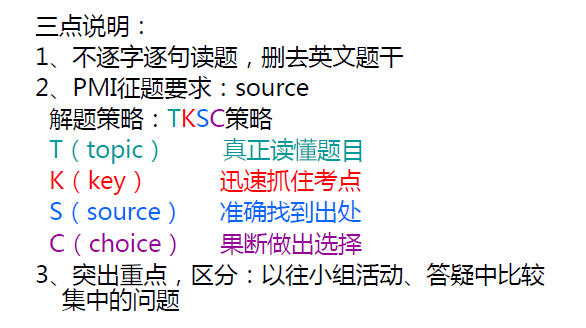 三点说明：
1、不逐字逐句读题，删去英文题干
2、PMI征题要求：source
解题策略：TKSC策略
T（topic） 真正读懂题目
K（key） 迅速抓住考点
S（source） 准确找到出处
C（choice） 果断做出选择
3、突出重点，区分：以往小组活动、答疑中比较
集中的问题